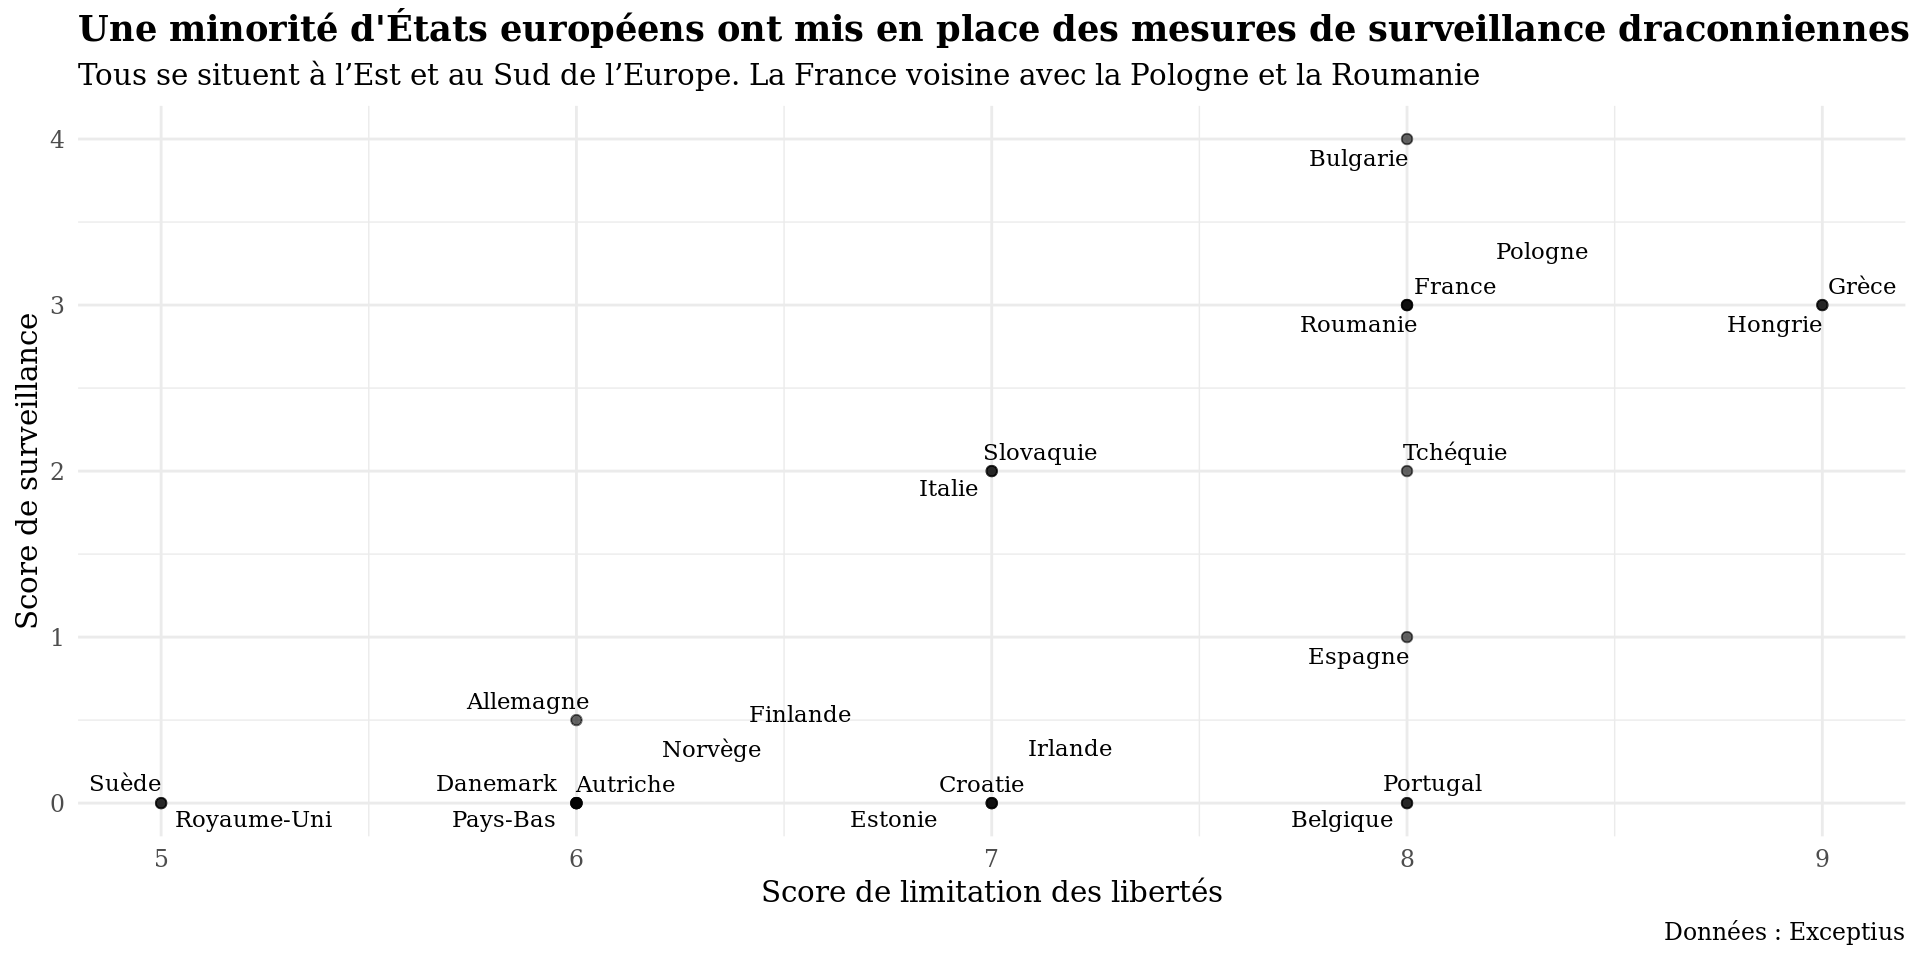 Une minorité d'États européens ont mis en place des mesures de surveillance draconniennes
Tous se situent à l’Est et au Sud de l’Europe. La France voisine avec la Pologne et la Roumanie
Score de surveillance
4
3
2
1
0
Bulgarie
Pologne
France
Grèce
Roumanie
Hongrie
Slovaquie
Tchéquie
Italie
Espagne
Allemagne
Finlande
Norvège
Irlande
Suède
Danemark
Autriche
Croatie
Portugal
Royaume-Uni
Pays-Bas
Estonie
Belgique
5 6 7 8 9
Score de limitation des libertés
Données : Exceptius